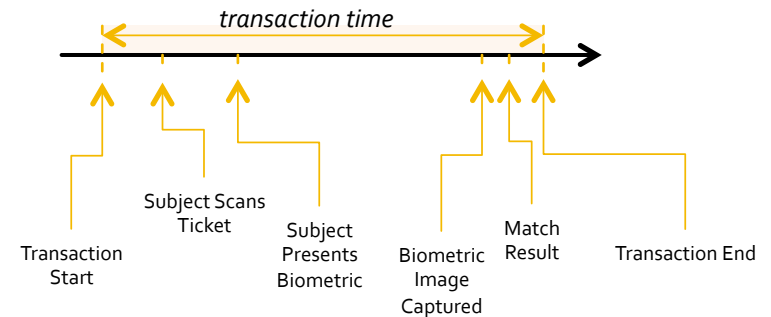 transaction time
Transaction
Start
Subject Scans
Ticket
Subject
Presents
Biometric
Biometric
Image
Captured
Match
Result
Transaction End